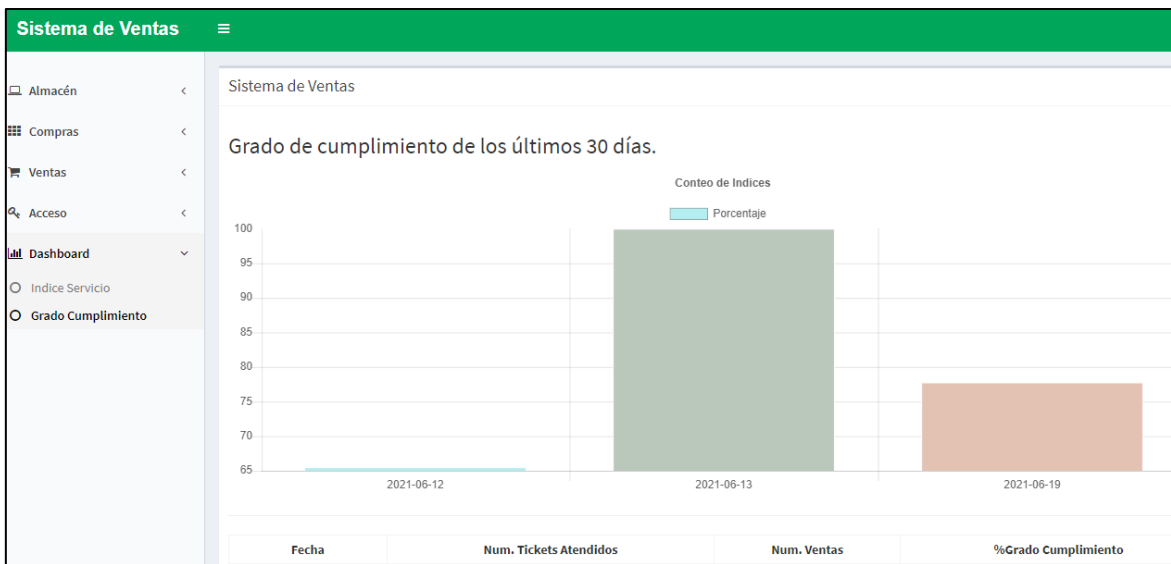 Sistema de Ventas
Almacén
Compras
Ventas
Acceso
Dashboard
Indice Servicio
Grado Cumplimiento
Sistema de Ventas
Grado de cumplimiento de los últimos 30 días.
Conteo de Indices
Porcentaje
100
95
90
85
80
75
70
65
2021-06-12 2021-06-13 2021-06-19
Fecha Num. Tickets Atendidos Num. Ventas %Grado Cumplimiento